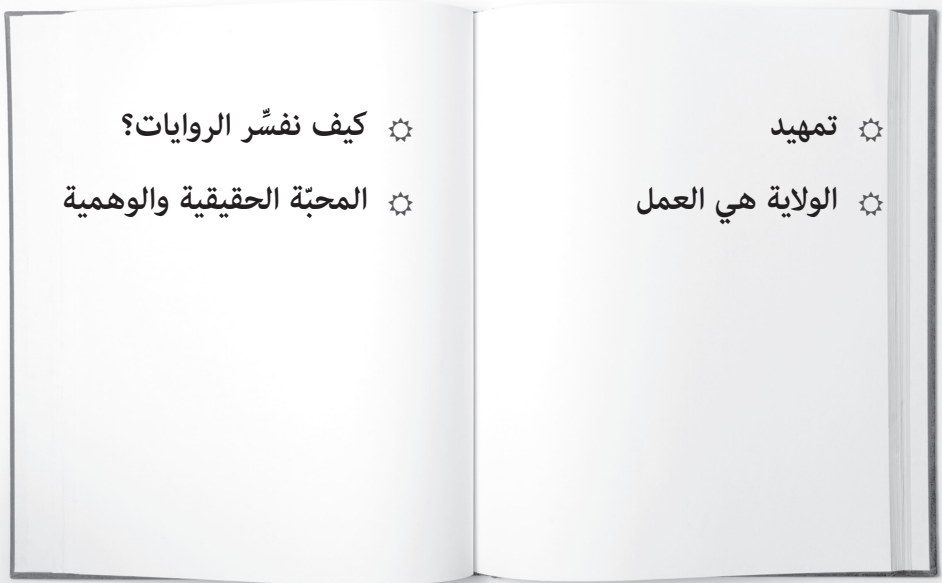 تمهيد
الولاية هي العمل
كيف نفسِّر الروايات؟
المحبّة الحقيقية والوهمية